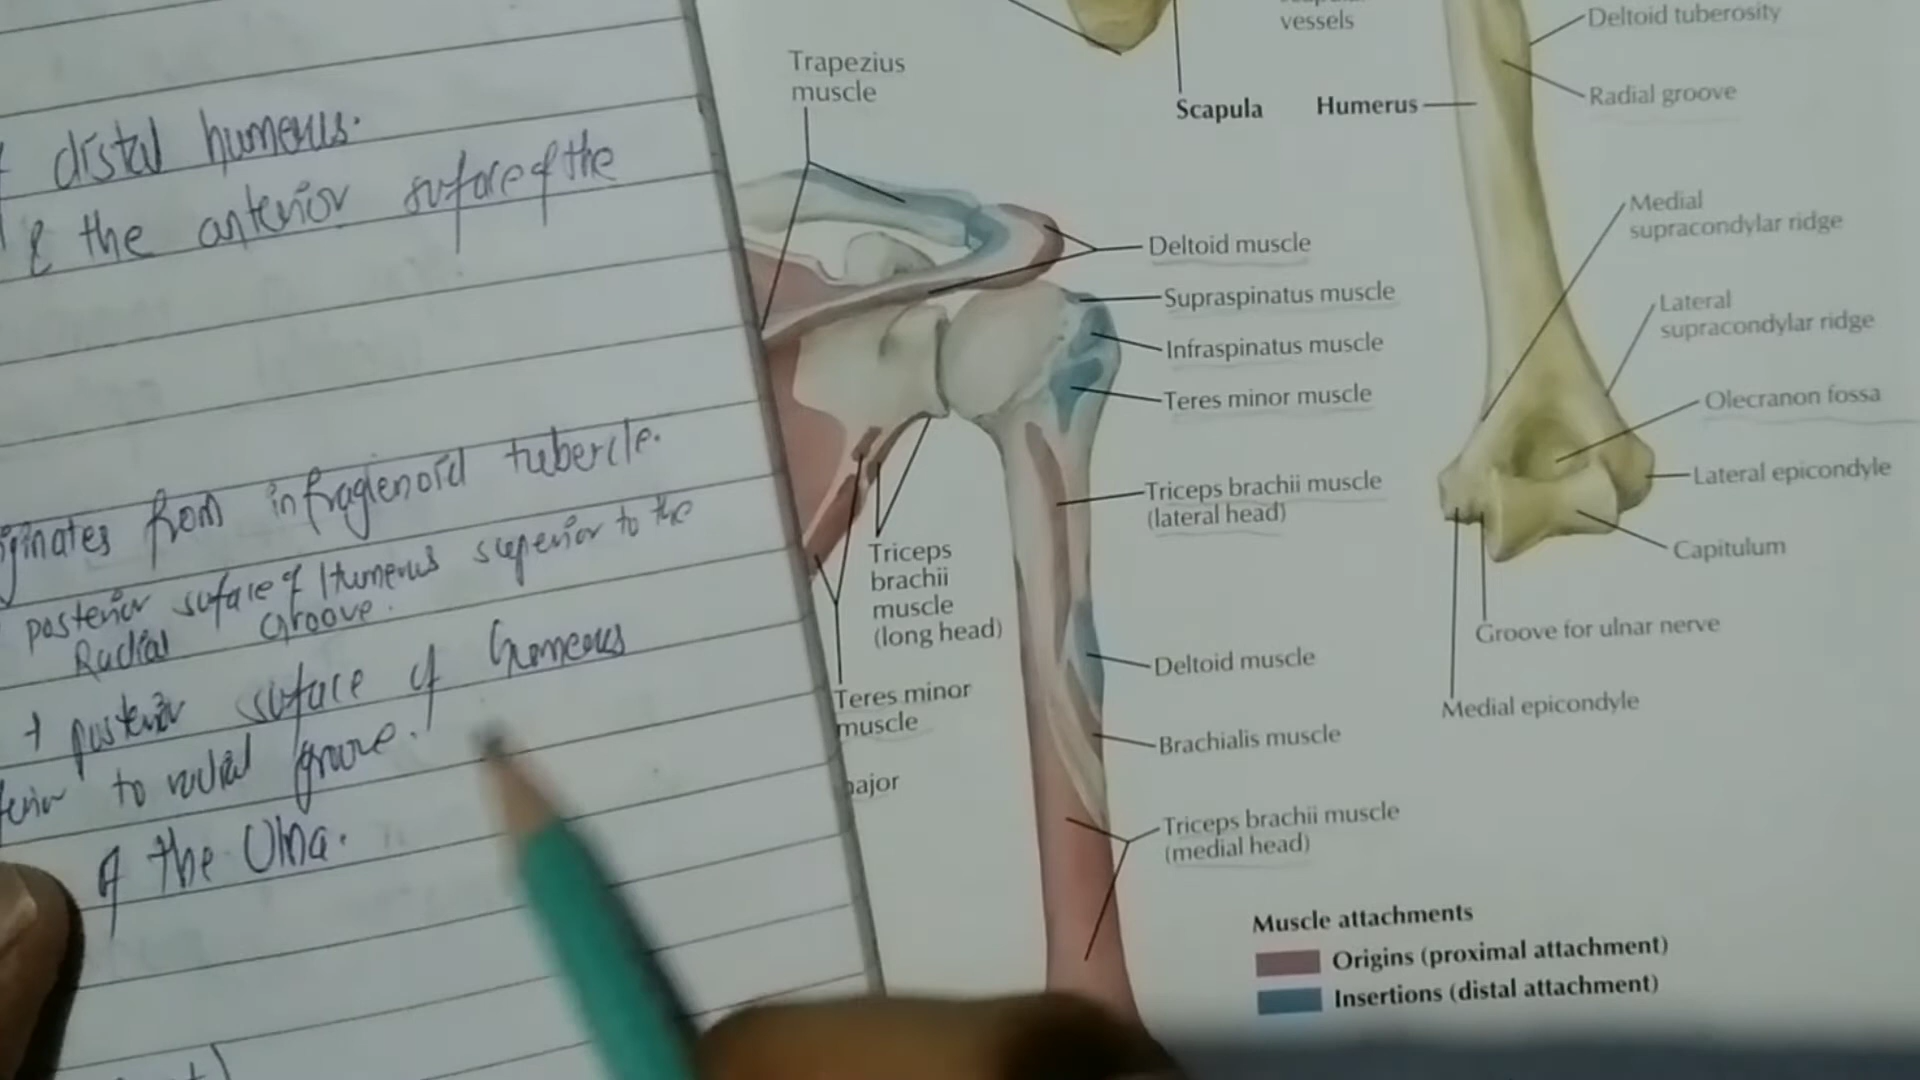 distal humerus.
& the anterior surface of the
from infraglenoid tubercle.
posterior surface of Humerus superior to the
Radial Groove.
posterior surface of humerus
to radial groove.
of the Ulna.
vessels
Trapezius
muscle
Scapula
Humerus
Deltoid tuberosity
Radial groove
Medial
supracondylar ridge
Lateral
supracondylar ridge
Olecranon fossa
Lateral epicondyle
Capitulum
Groove for ulnar nerve
Medial epicondyle
Deltoid muscle
Supraspinatus muscle
Infraspinatus muscle
Teres minor muscle
Triceps brachii muscle
(lateral head)
Triceps
brachii
muscle
(long head)
Teres minor
muscle
Deltoid muscle
Brachialis muscle
Triceps brachii muscle
(medial head)
Muscle attachments
Origins (proximal attachment)
Insertions (distal attachment)